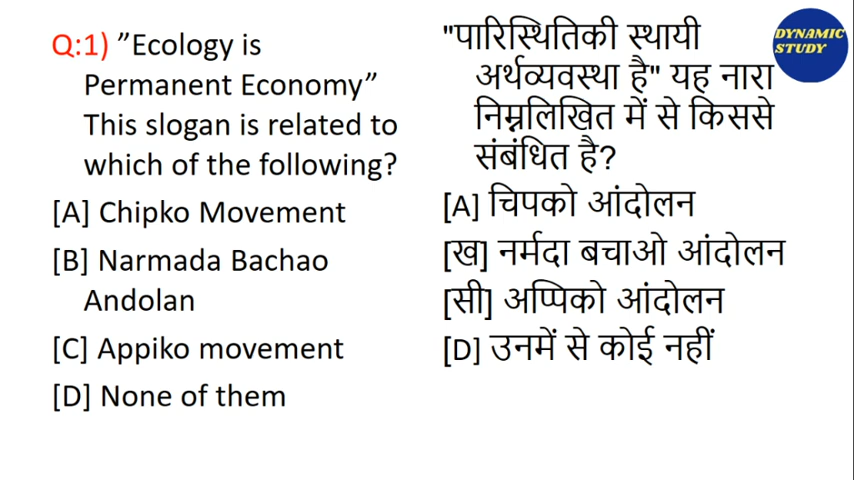 Q:1) ”Ecology is
Permanent Economy”
This slogan is related to
which of the following?
[A] Chipko Movement
[B] Narmada Bachao
Andolan
[C] Appiko movement
[D] None of them
"पारिस्थितिकी स्थायी
अर्थव्यवस्था है" यह नारा
निम्नलिखित में से किससे
संबंधित है?
[A] चिपको आंदोलन
[ख] नर्मदा बचाओ आंदोलन
[सी] अप्पिको आंदोलन
[D] उनमें से कोई नहीं
DYNAMIC
STUDY